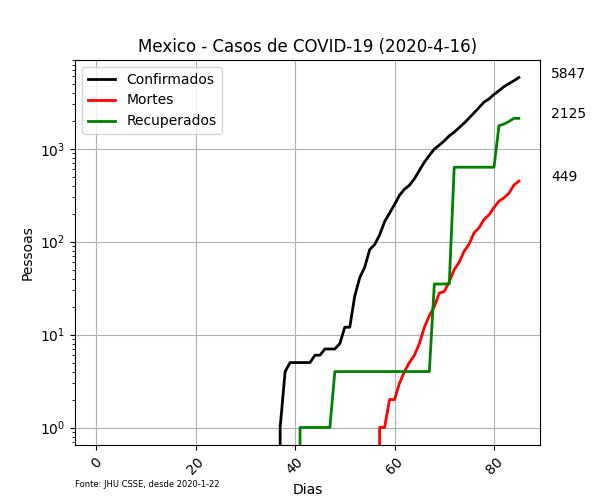 Mexico - Casos de COVID-19 (2020-4-16)
Confirmados
Mortes
Recuperados
5847
2125
449
10³
10²
10¹
10⁰
Pessoas
0
20
40
60
80
Dias
Fonte: JHU CSSE, desde 2020-1-22